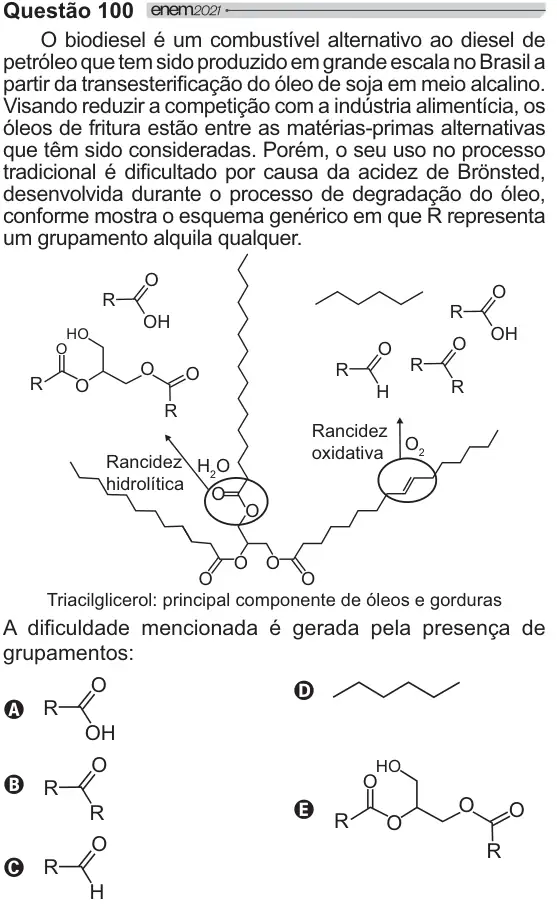 Questão 100 enem2021
O biodiesel é um combustível alternativo ao diesel de
petróleo que tem sido produzido em grande escala no Brasil a
partir da transesterificação do óleo de soja em meio alcalino.
Visando reduzir a competição com a indústria alimentícia, os
óleos de fritura estão entre as matérias-primas alternativas
que têm sido consideradas. Porém, o seu uso no processo
tradicional é dificultado por causa da acidez de Brönsted,
desenvolvida durante o processo de degradação do óleo,
conforme mostra o esquema genérico em que R representa
um grupamento alquila qualquer.
R O OH
HO
O R O O O R
R O H
R O R
R O OH
Rancidez
hidrolítica
H2O
Rancidez
oxidativa
O2
O O
O O O O
Triacilglicerol: principal componente de óleos e gorduras
A dificuldade mencionada é gerada pela presença de
grupamentos:
A R O OH
B R O R
C R O H
D
E HO O R O O O R